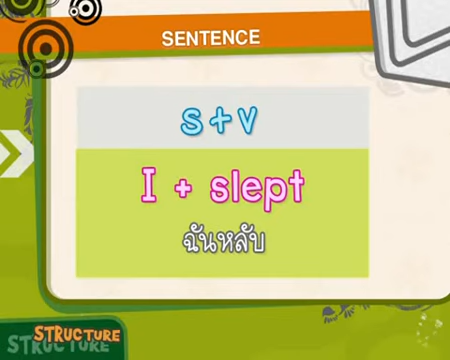 SENTENCE
s + v
I + slept
ฉันหลับ
STRUCTURE
STRUCTURE